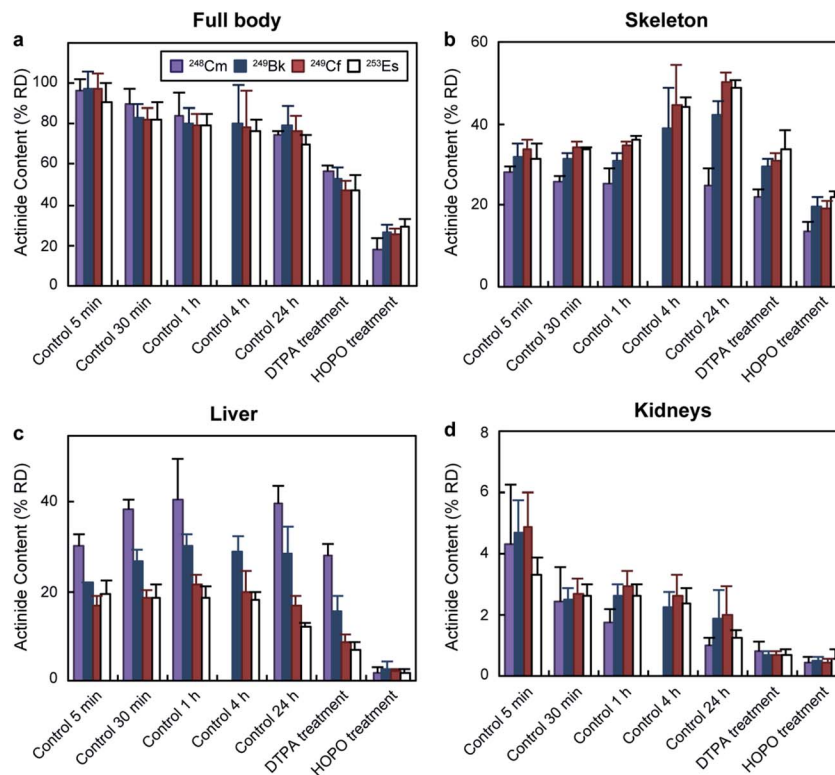 Full body
a
Actinide Content (% RD)
100
80
60
40
20
0
²⁴⁸Cm ²⁴⁹Bk ²⁴⁹Cf ²⁵³Es
Control 5 min
Control 30 min
Control 1 h
Control 4 h
Control 24 h
DTPA treatment
HOPO treatment
Skeleton
b
Actinide Content (% RD)
60
40
20
0
Control 5 min
Control 30 min
Control 1 h
Control 4 h
Control 24 h
DTPA treatment
HOPO treatment
Liver
c
Actinide Content (% RD)
40
20
0
Control 5 min
Control 30 min
Control 1 h
Control 4 h
Control 24 h
DTPA treatment
HOPO treatment
Kidneys
d
Actinide Content (% RD)
8
6
4
2
0
Control 5 min
Control 30 min
Control 1 h
Control 4 h
Control 24 h
DTPA treatment
HOPO treatment